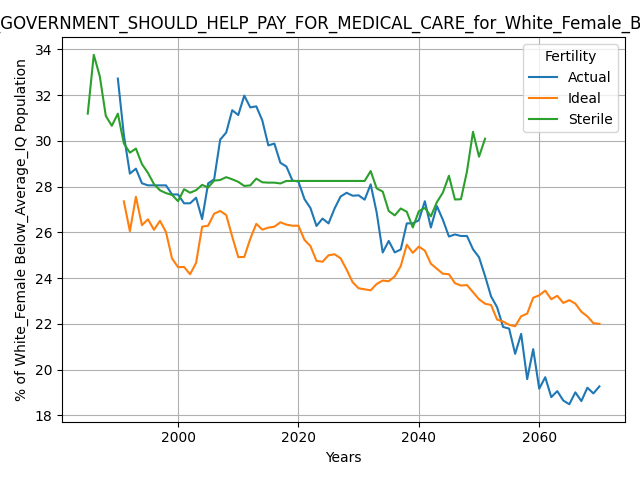 _GOVERNMENT_SHOULD_HELP_PAY_FOR_MEDICAL_CARE_for_White_Female_B
% of White_Female Below_Average_IQ Population
34
32
30
28
26
24
22
20
18
2000
2020
2040
2060
Years
Fertility
Actual
Ideal
Sterile